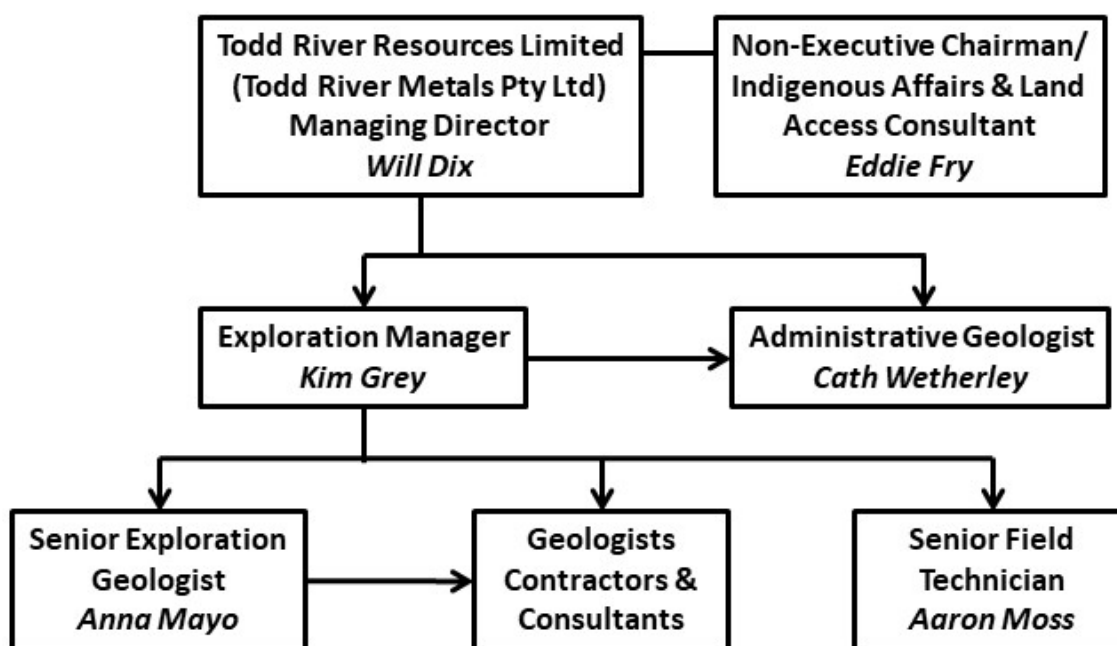 Todd River Resources Limited
(Todd River Metals Pty Ltd)
Managing Director
Will Dix
Non-Executive Chairman/
Indigenous Affairs & Land
Access Consultant
Eddie Fry
Exploration Manager
Kim Grey
Administrative Geologist
Cath Wetherley
Senior Exploration
Geologist
Anna Mayo
Geologists
Contractors &
Consultants
Senior Field
Technician
Aaron Moss